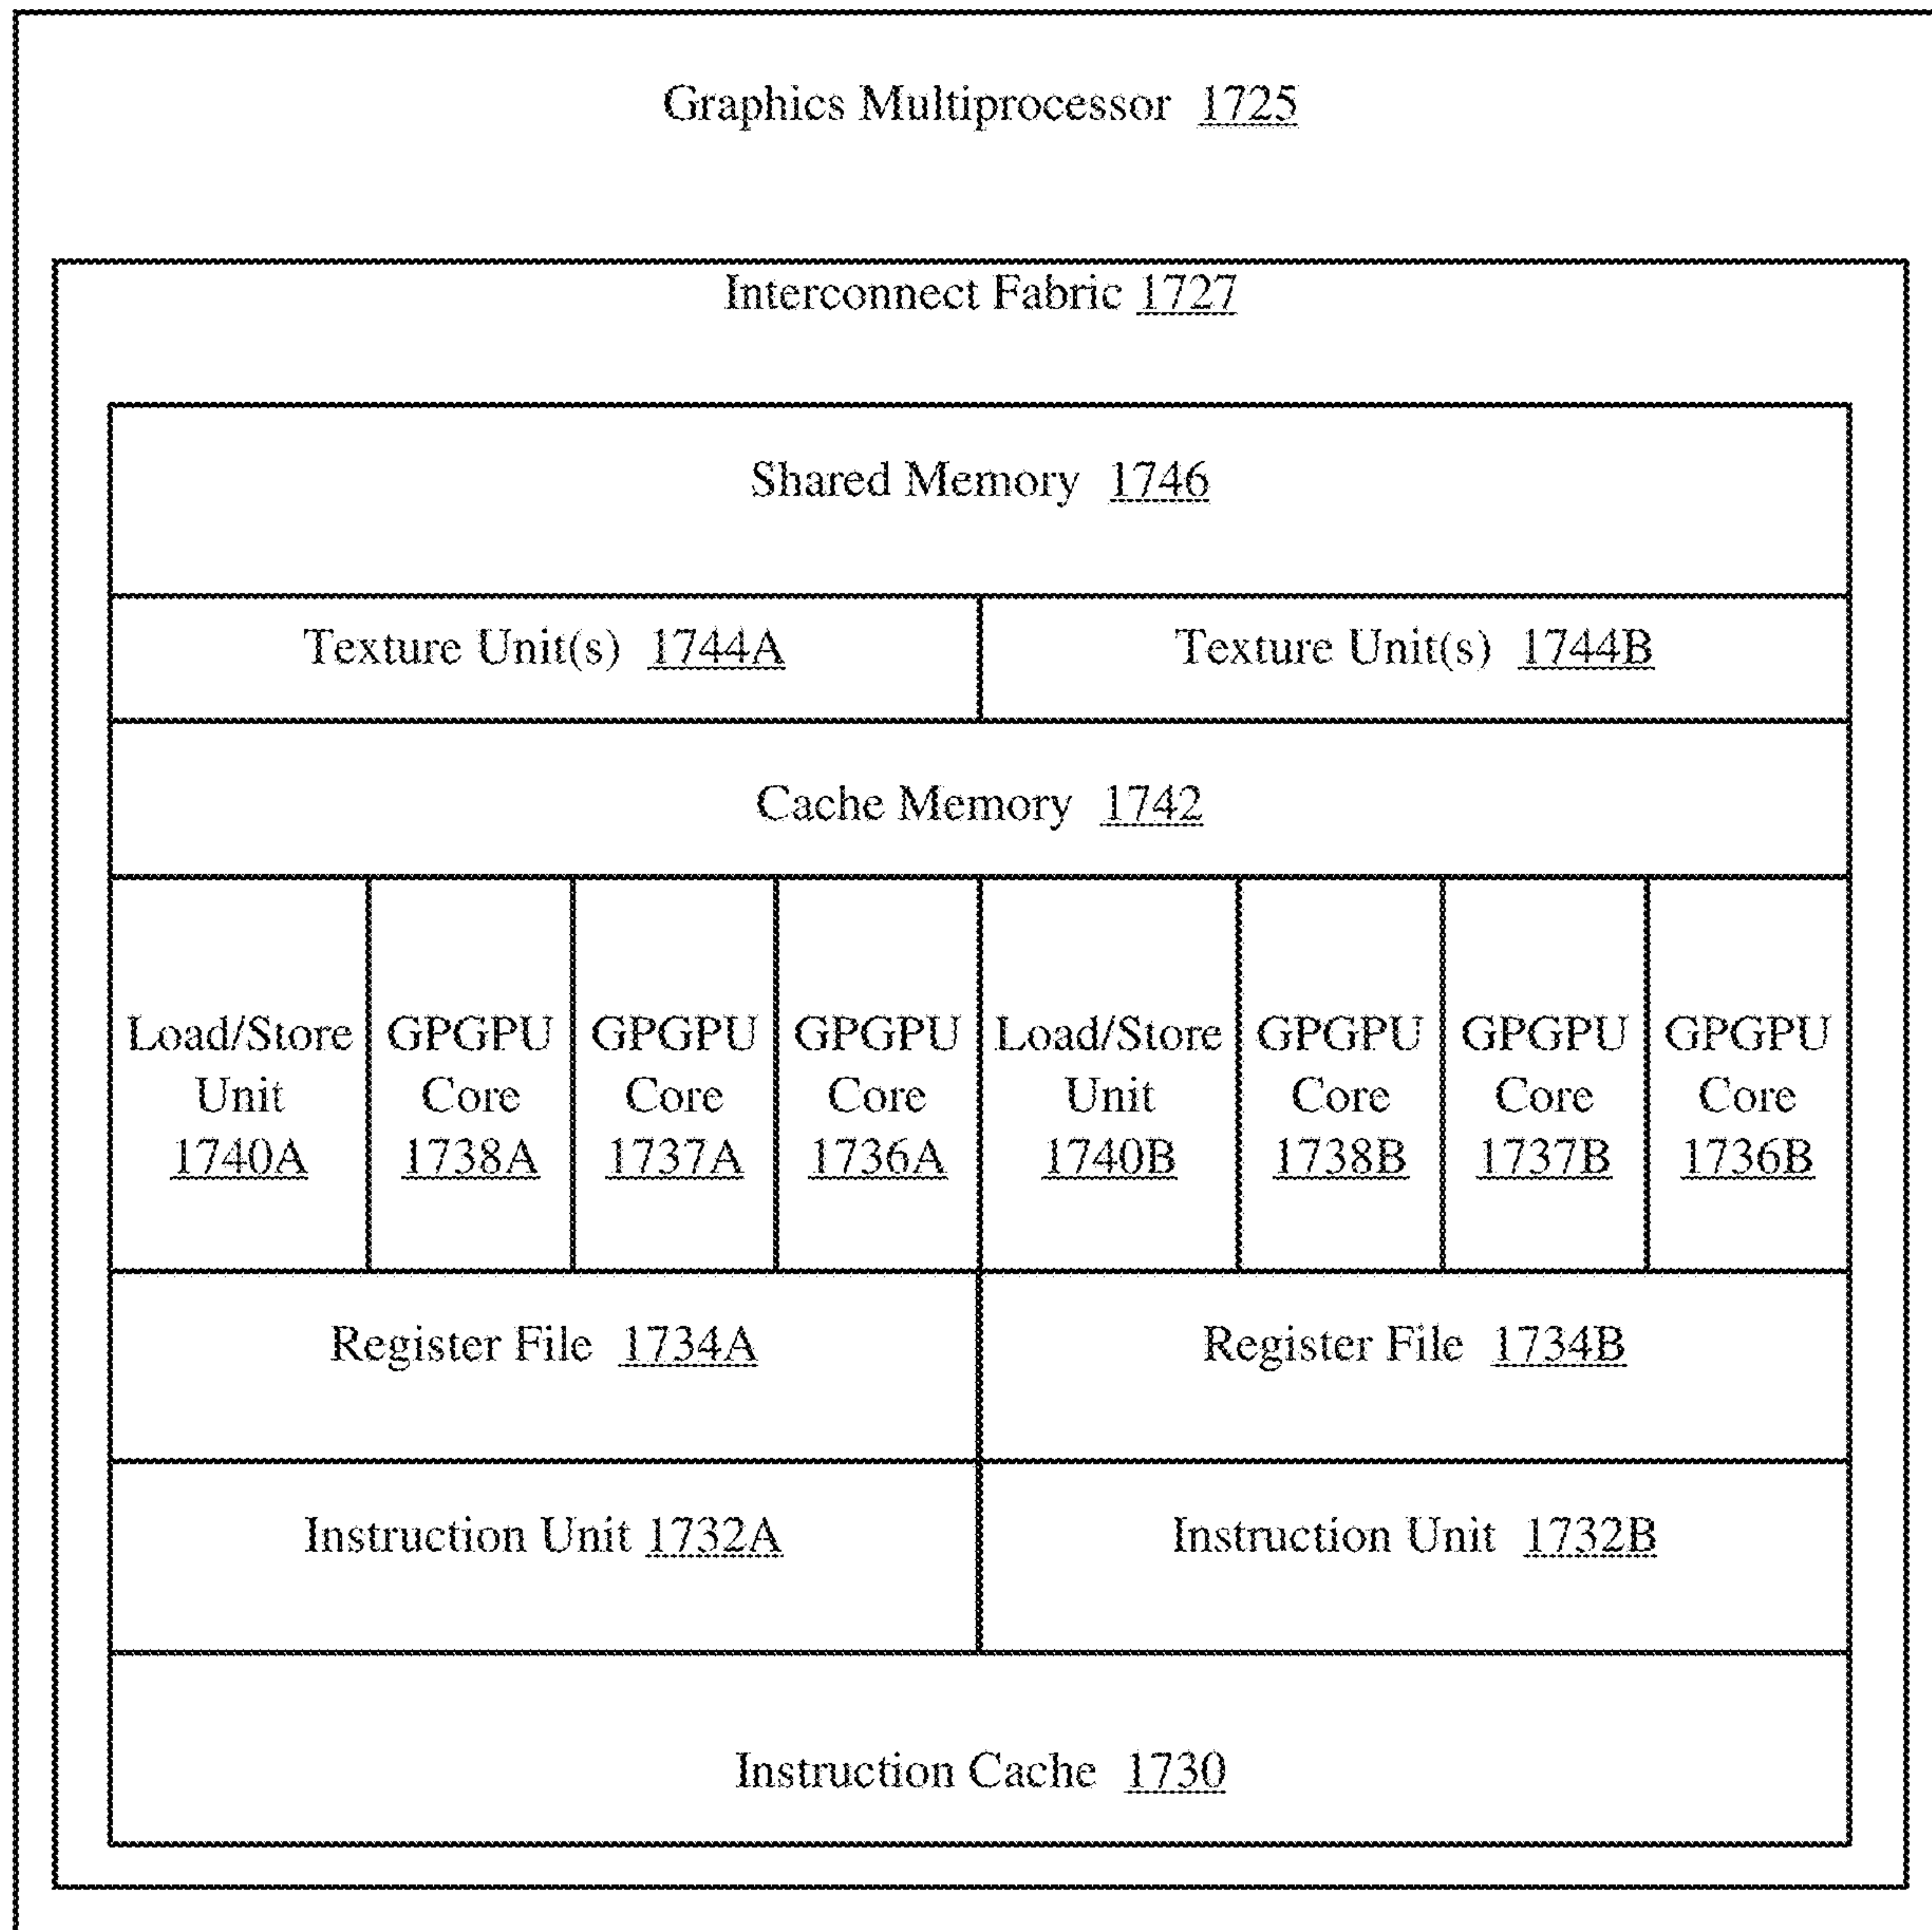 Graphics Multiprocessor 1725
Interconnect Fabric 1727
Shared Memory 1746
Texture Unit(s) 1744A
Texture Unit(s) 1744B
Cache Memory 1742
Load/Store
Unit
1740A
GPGPU
Core
1738A
GPGPU
Core
1737A
GPGPU
Core
1736A
Load/Store
Unit
1740B
GPGPU
Core
1738B
GPGPU
Core
1737B
GPGPU
Core
1736B
Register File 1734A
Register File 1734B
Instruction Unit 1732A
Instruction Unit 1732B
Instruction Cache 1730